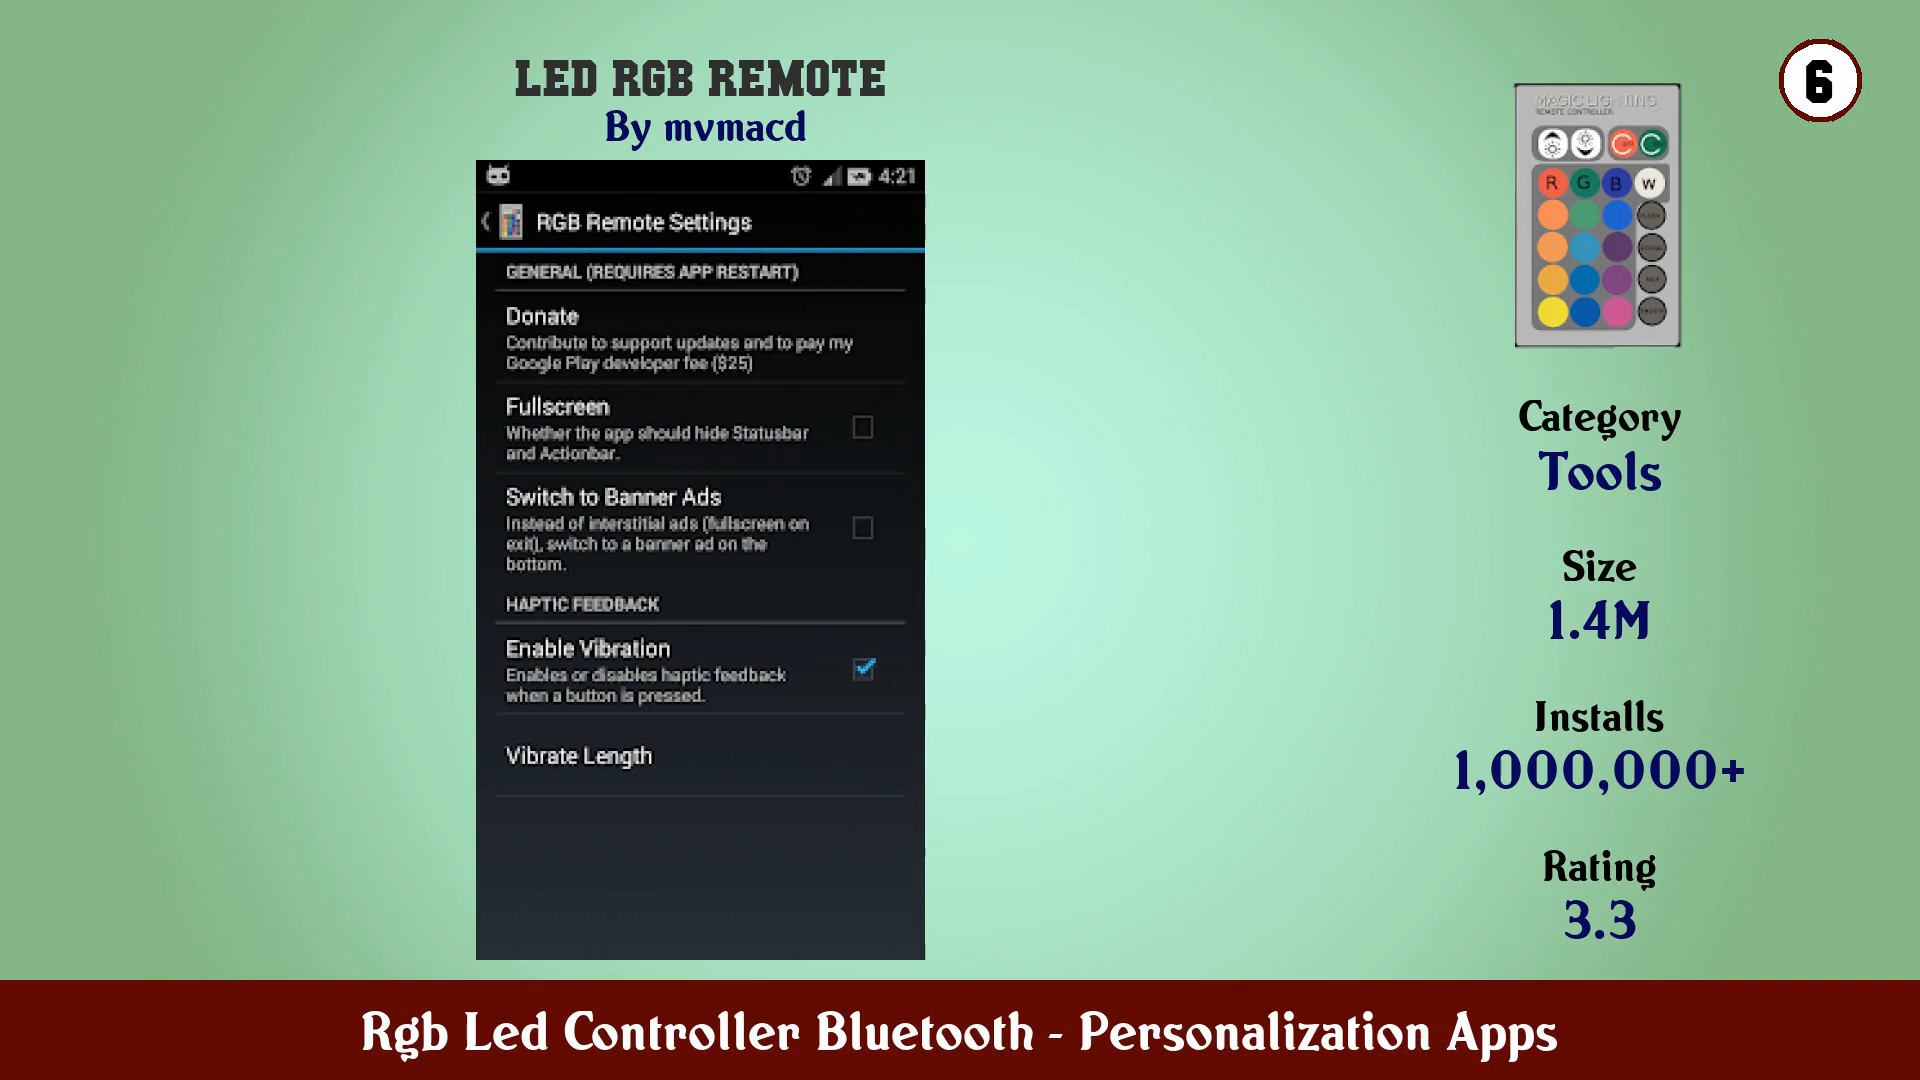 LED RGB REMOTE
By mvmacd
6
4:21
RGB Remote Settings
GENERAL (REQUIRES APP RESTART)
Donate
Contribute to support updates and to pay my
Google Play developer fee ($25)
Fullscreen
Whether the app should hide Statusbar
and Actionbar.
Switch to Banner Ads
Instead of interstitial ads (fullscreen on
exit), switch to a banner ad on the
bottom.
HAPTIC FEEDBACK
Enable Vibration
Enables or disables haptic feedback
when a button is pressed.
Vibrate Length
MAGIC LIGHTING
REMOTE CONTROLLER
R G B W
Category
Tools
Size
1.4M
Installs
1,000,000+
Rating
3.3
Rgb Led Controller Bluetooth - Personalization Apps